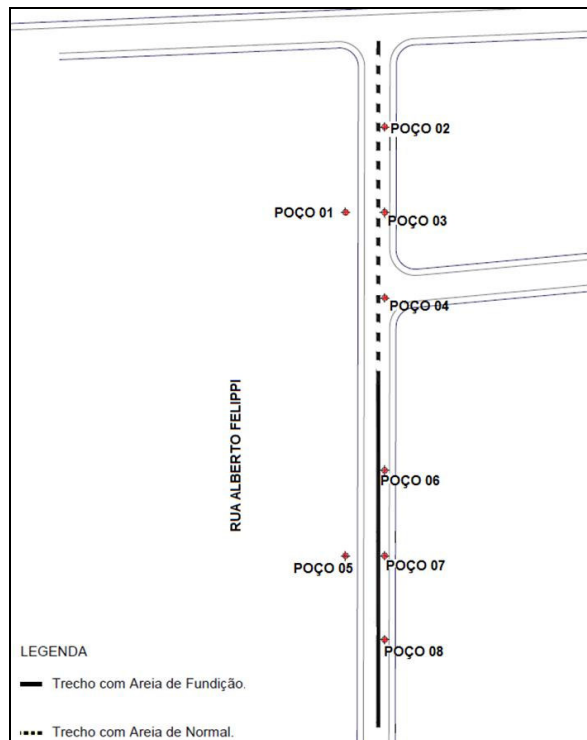 POÇO 02
POÇO 01
POÇO 03
POÇO 04
RUA ALBERTO FELIPPI
POÇO 06
POÇO 05
POÇO 07
POÇO 08
LEGENDA
Trecho com Areia de Fundição.
Trecho com Areia de Normal.